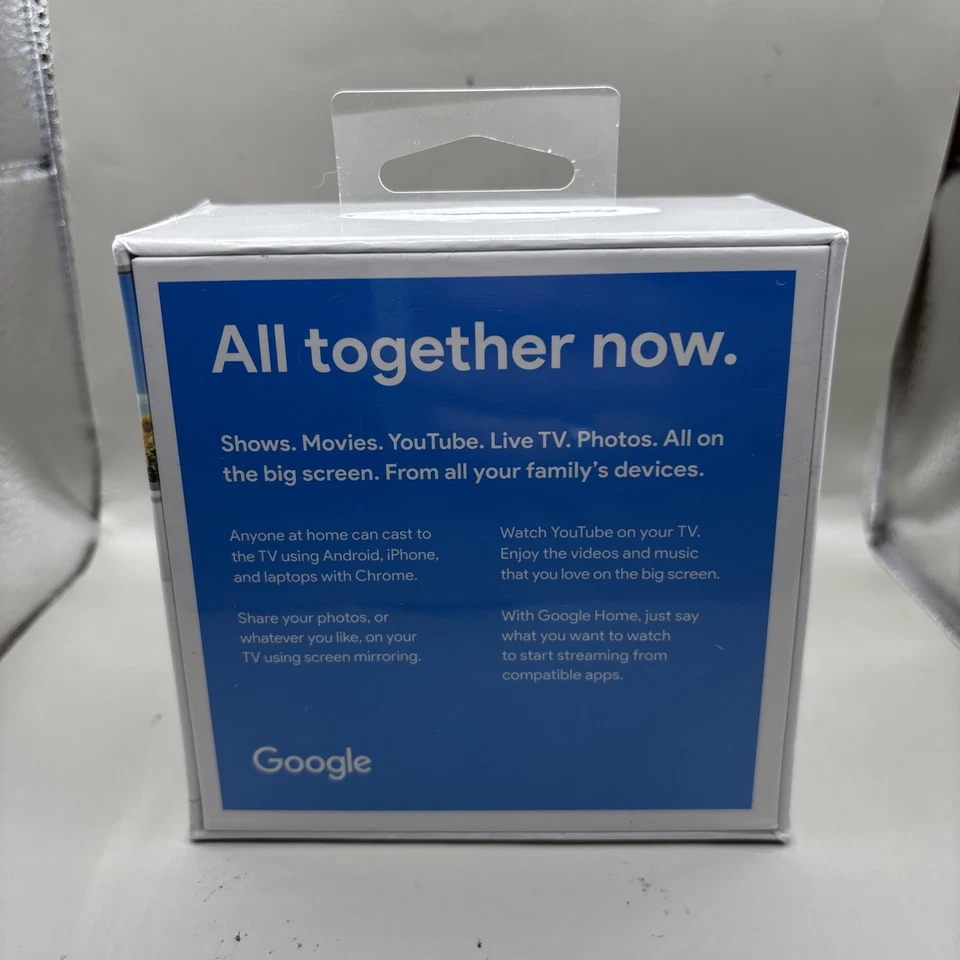 All together now.
Shows. Movies. YouTube. Live TV. Photos. All on
the big screen. From all your family’s devices.
Anyone at home can cast to
the TV using Android, iPhone,
and laptops with Chrome.
Share your photos, or
whatever you like, on your
TV using screen mirroring.
Watch YouTube on your TV.
Enjoy the videos and music
that you love on the big screen.
With Google Home, just say
what you want to watch
to start streaming from
compatible apps.
Google